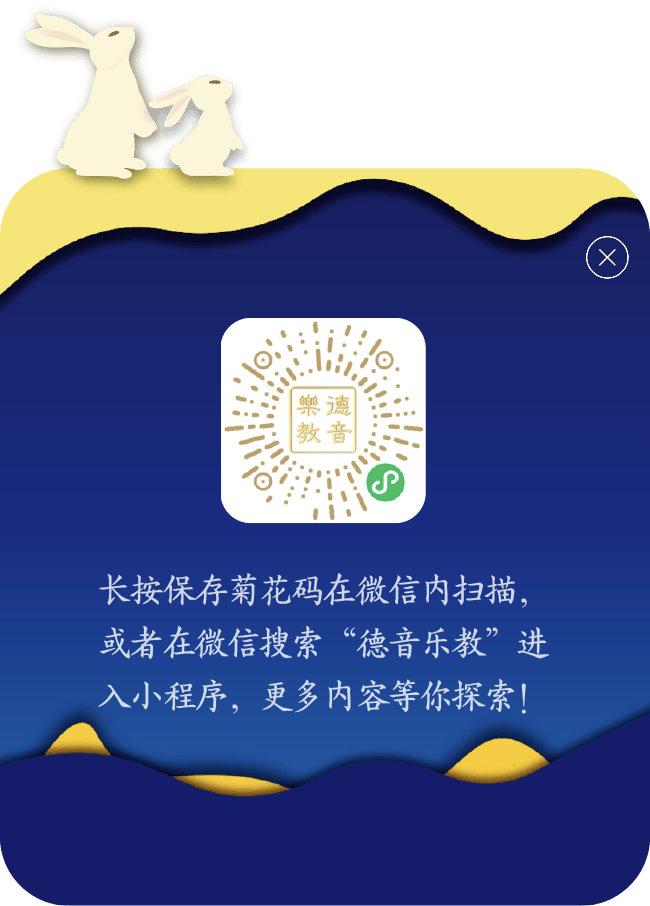 樂德
教音
长按保存菊花码在微信内扫描，
或者在微信搜索“德音乐教”进
入小程序，更多内容等你探索！